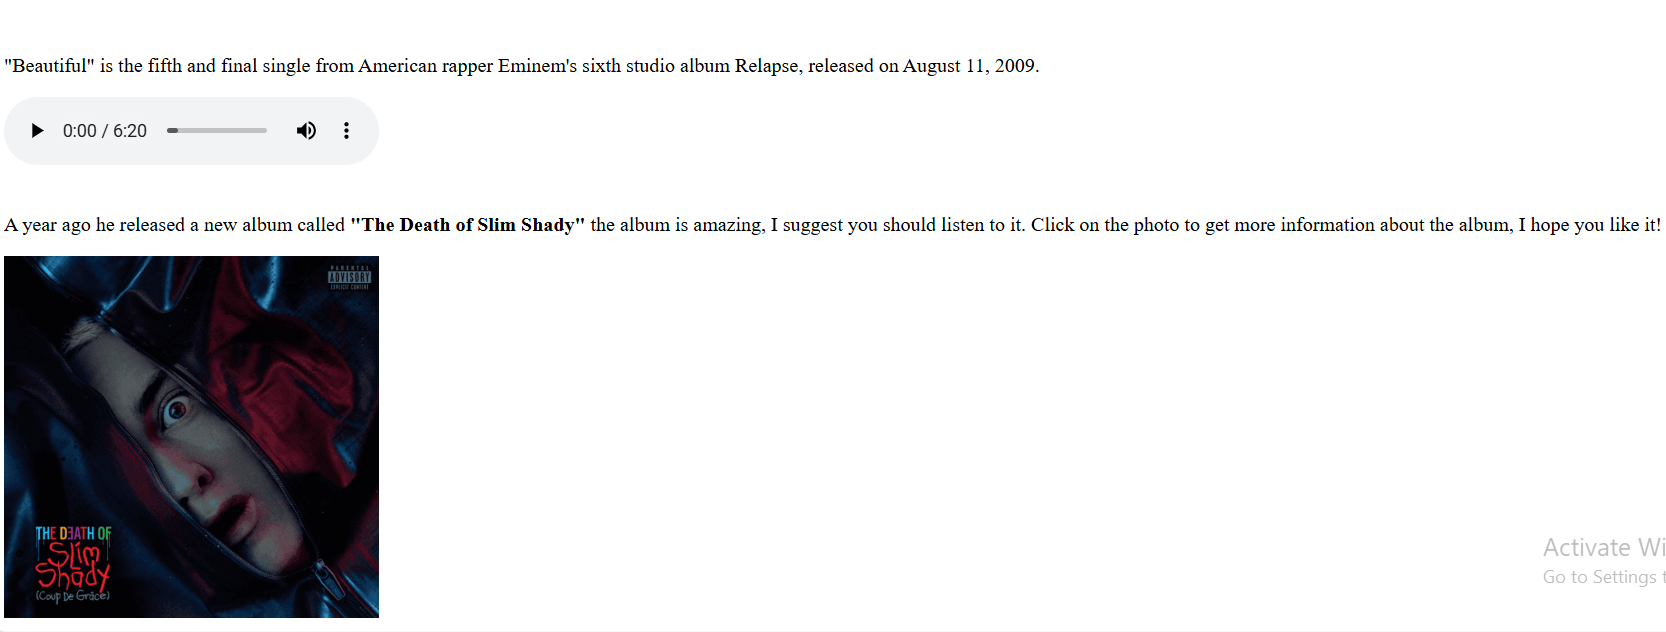 "Beautiful" is the fifth and final single from American rapper Eminem's sixth studio album Relapse, released on August 11, 2009.
0:00 / 6:20
A year ago he released a new album called "The Death of Slim Shady" the album is amazing, I suggest you should listen to it. Click on the photo to get more information about the album, I hope you like it!
PARENTAL
ADVISORY
EXPLICIT CONTENT
THE DEATH OF
Slim
Shady
(Coup De Grâce)
Activate Wi
Go to Settings t